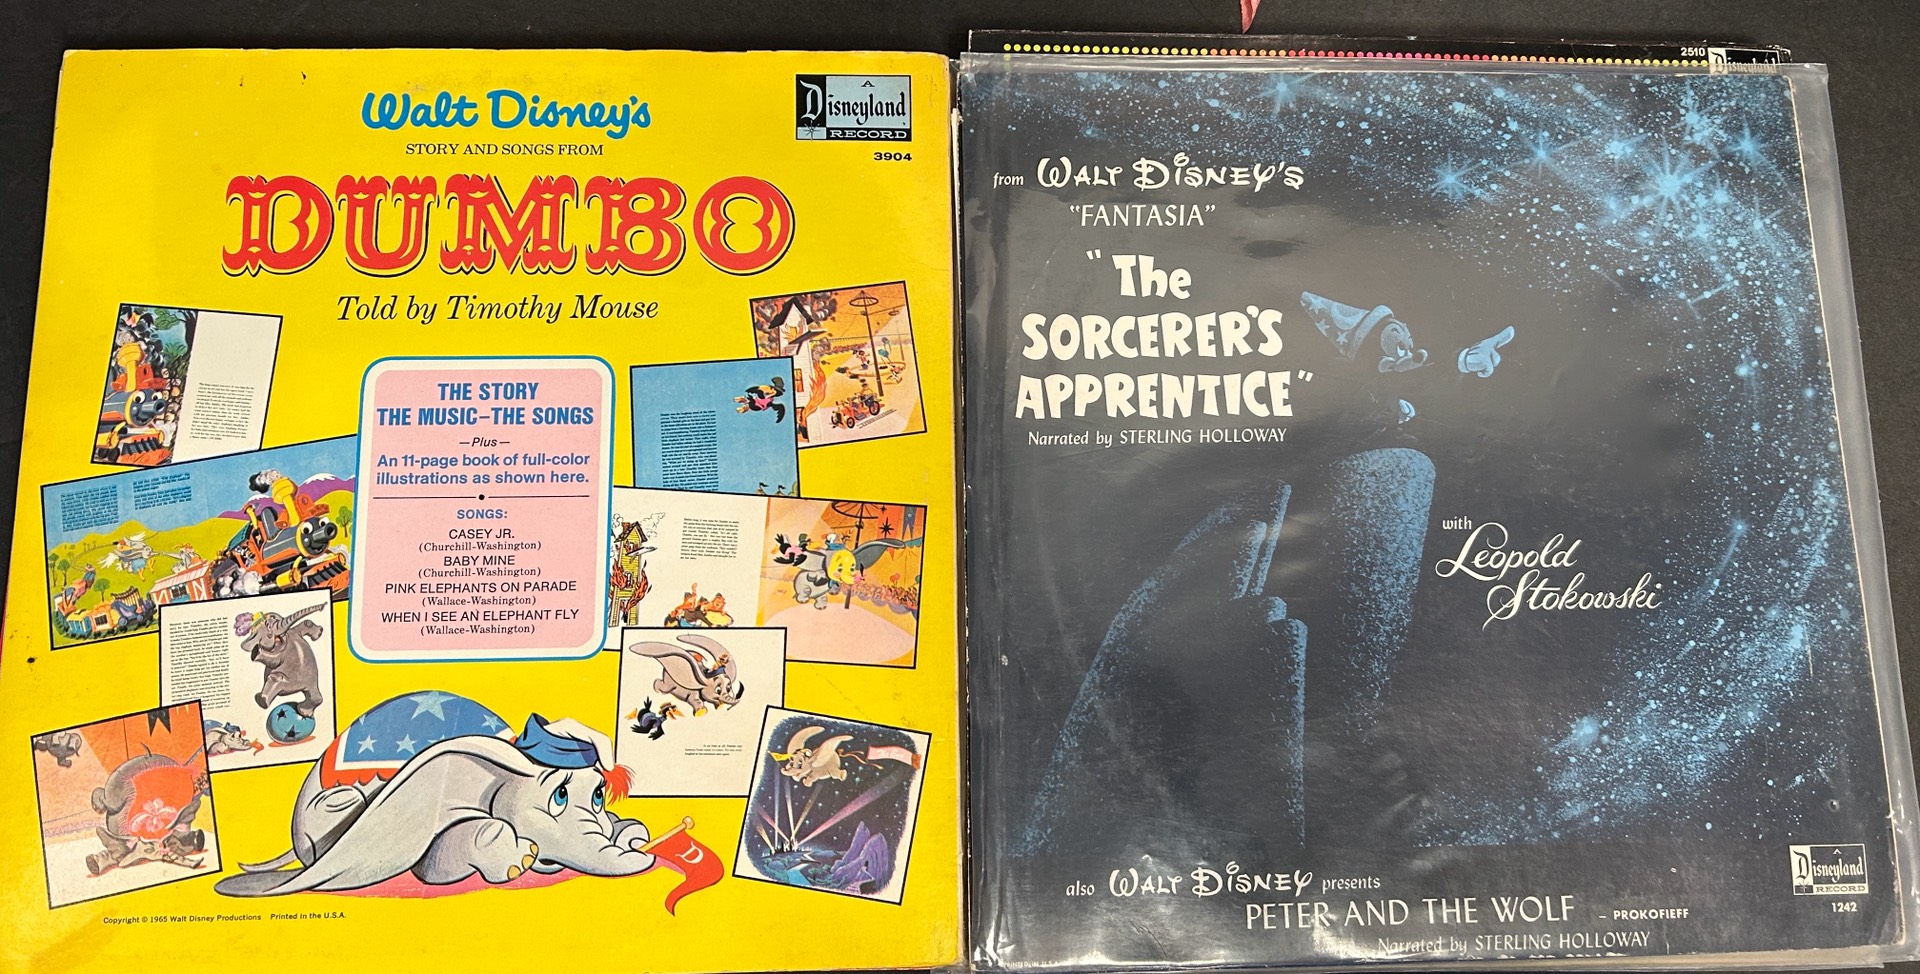 Walt Disney's
STORY AND SONGS FROM
DUMBO
Told by Timothy Mouse
A
Disneyland
RECORD
3904
THE STORY
THE MUSIC–THE SONGS
—Plus—
An 11-page book of full-color
illustrations as shown here.
SONGS:
CASEY JR.
(Churchill-Washington)
BABY MINE
(Churchill-Washington)
PINK ELEPHANTS ON PARADE
(Wallace-Washington)
WHEN I SEE AN ELEPHANT FLY
(Wallace-Washington)
D
Copyright © 1965 Walt Disney Productions Printed in the U.S.A.
2510
Disneyland
from WALT DISNEY'S
"FANTASIA"
"The
SORCERER'S
APPRENTICE"
Narrated by STERLING HOLLOWAY
with
Leopold
Stokowski
also WALT DISNEY presents
PETER AND THE WOLF – PROKOFIEFF
Narrated by STERLING HOLLOWAY
A
Disneyland
RECORD
1242